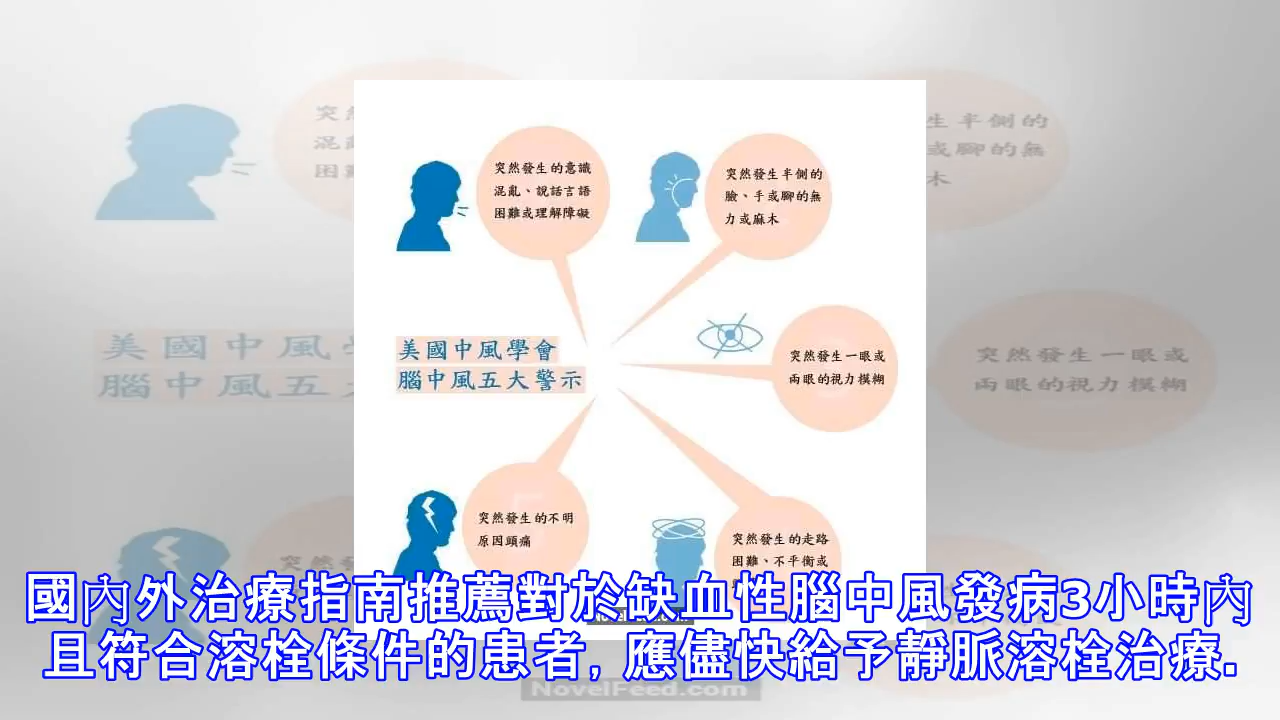 突然發生的意識
混亂、說話言語
困難或理解障礙
突然發生半側的
臉、手或腳的無
力或麻木
美國中風學會
腦中風五大警示
突然發生一眼或
兩眼的視力模糊
突然發生的不明
原因頭痛
突然發生的走路
困難、不平衡或
國內外治療指南推薦對於缺血性腦中風發病3小時內
且符合溶栓條件的患者, 應儘快給予靜脈溶栓治療.
NovelFeed.com